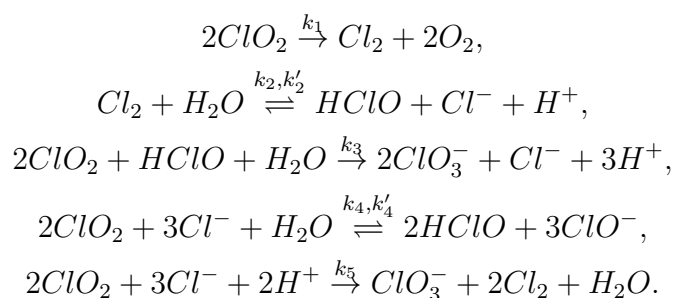 2ClO₂ →(k₁) Cl₂ + 2O₂,
Cl₂ + H₂O ⇌(k₂,k₂′) HClO + Cl⁻ + H⁺,
2ClO₂ + HClO + H₂O →(k₃) 2ClO₃⁻ + Cl⁻ + 3H⁺,
2ClO₂ + 3Cl⁻ + H₂O ⇌(k₄,k₄′) 2HClO + 3ClO⁻,
2ClO₂ + 3Cl⁻ + 2H⁺ →(k₅) ClO₃⁻ + 2Cl₂ + H₂O.